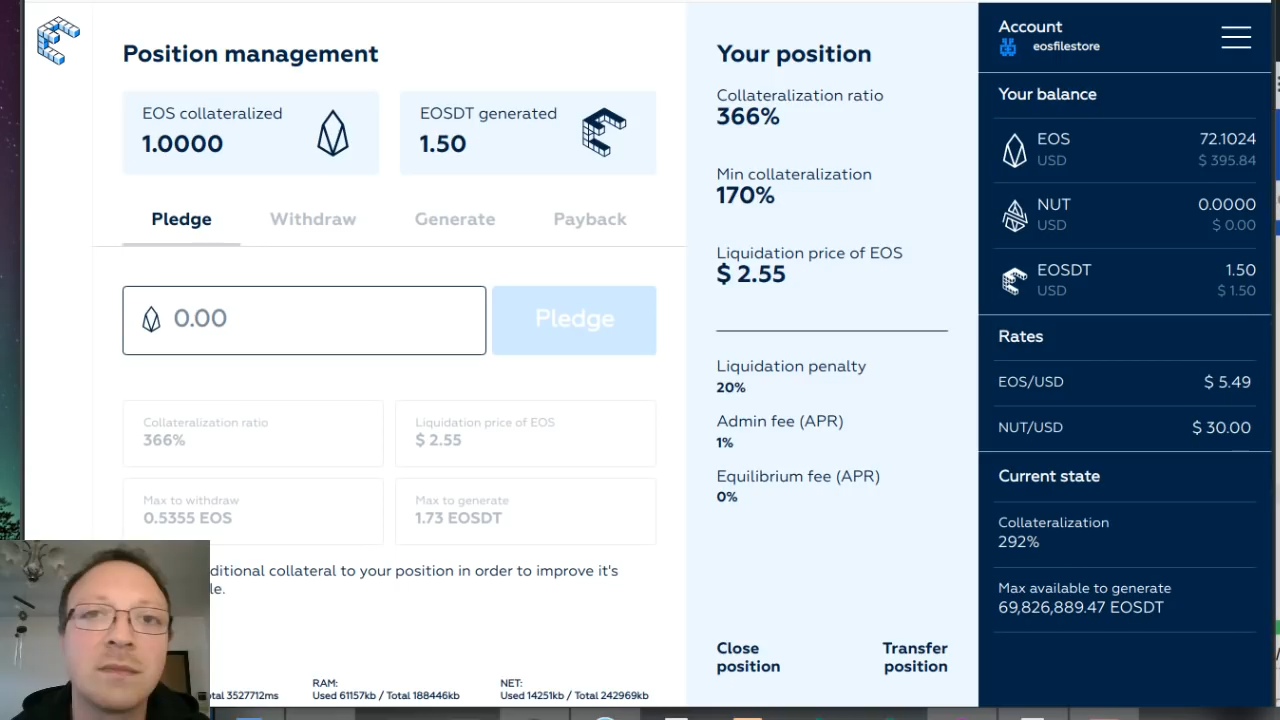 Position management
EOS collateralized
1.0000
EOSDT generated
1.50
Pledge
Withdraw
Generate
Payback
0.00
Pledge
Collateralization ratio
366%
Liquidation price of EOS
$ 2.55
Max to withdraw
0.5355 EOS
Max to generate
1.73 EOSDT
ditional collateral to your position in order to improve it's
le.
otal 3527712ms
RAM:
Used 61157kb / Total 188446kb
NET:
Used 14251kb / Total 242969kb
Your position
Collateralization ratio
366%
Min collateralization
170%
Liquidation price of EOS
$ 2.55
Liquidation penalty
20%
Admin fee (APR)
1%
Equilibrium fee (APR)
0%
Close
position
Transfer
position
Account
eosfilestore
Your balance
EOS 72.1024
USD $ 395.84
NUT 0.0000
USD $ 0.00
EOSDT 1.50
USD $ 1.50
Rates
EOS/USD $ 5.49
NUT/USD $ 30.00
Current state
Collateralization
292%
Max available to generate
69,826,889.47 EOSDT